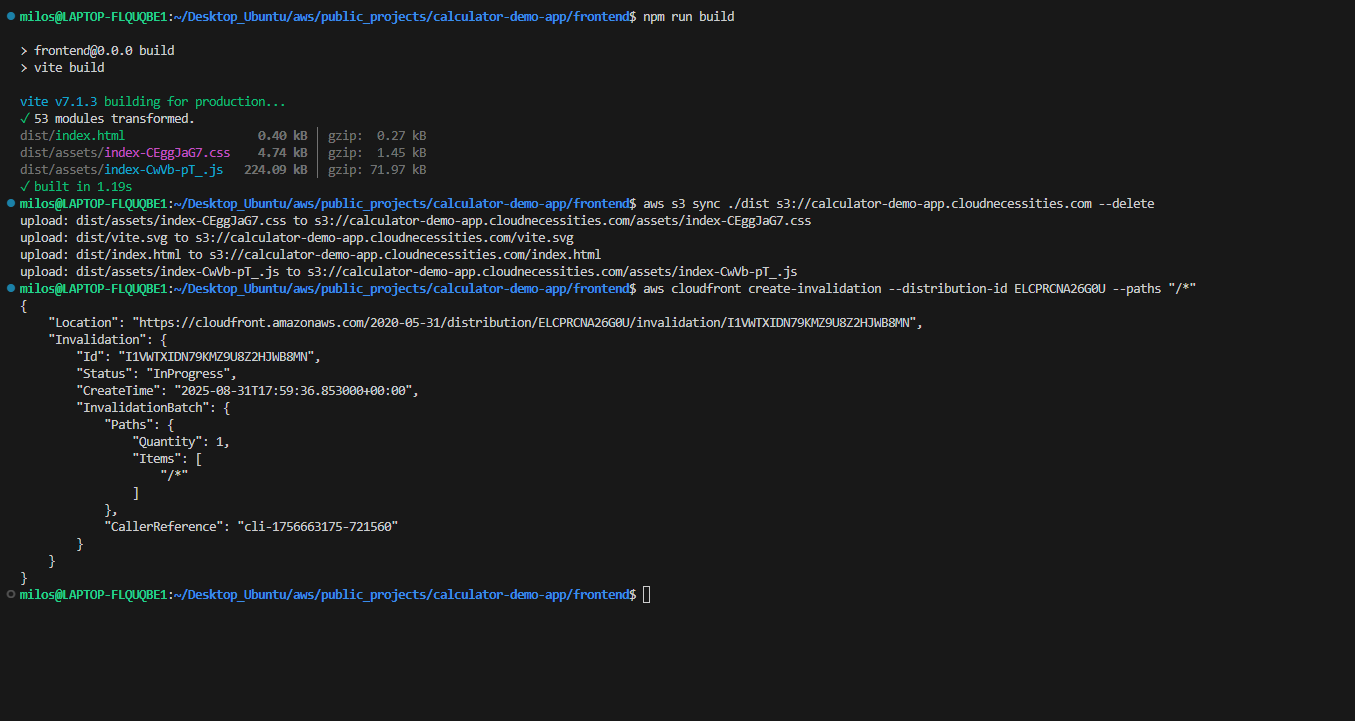 milos@LAPTOP-FLQUQBE1:~/Desktop_Ubuntu/aws/public_projects/calculator-demo-app/frontend$ npm run build
> frontend@0.0.0 build
> vite build
vite v7.1.3 building for production...
✓ 53 modules transformed.
dist/index.html                   0.40 kB │ gzip:  0.27 kB
dist/assets/index-CEggJaG7.css    4.74 kB │ gzip:  1.45 kB
dist/assets/index-CwVb-pT_.js   224.09 kB │ gzip: 71.97 kB
✓ built in 1.19s
milos@LAPTOP-FLQUQBE1:~/Desktop_Ubuntu/aws/public_projects/calculator-demo-app/frontend$ aws s3 sync ./dist s3://calculator-demo-app.cloudnecessities.com --delete
upload: dist/assets/index-CEggJaG7.css to s3://calculator-demo-app.cloudnecessities.com/assets/index-CEggJaG7.css
upload: dist/vite.svg to s3://calculator-demo-app.cloudnecessities.com/vite.svg
upload: dist/index.html to s3://calculator-demo-app.cloudnecessities.com/index.html
upload: dist/assets/index-CwVb-pT_.js to s3://calculator-demo-app.cloudnecessities.com/assets/index-CwVb-pT_.js
milos@LAPTOP-FLQUQBE1:~/Desktop_Ubuntu/aws/public_projects/calculator-demo-app/frontend$ aws cloudfront create-invalidation --distribution-id ELCPRCNA26G0U --paths "/*"
{
    "Location": "https://cloudfront.amazonaws.com/2020-05-31/distribution/ELCPRCNA26G0U/invalidation/I1VWTXIDN79KMZ9U8Z2HJWB8MN",
    "Invalidation": {
        "Id": "I1VWTXIDN79KMZ9U8Z2HJWB8MN",
        "Status": "InProgress",
        "CreateTime": "2025-08-31T17:59:36.853000+00:00",
        "InvalidationBatch": {
            "Paths": {
                "Quantity": 1,
                "Items": [
                    "/*"
                ]
            },
            "CallerReference": "cli-1756663175-721560"
        }
    }
}
milos@LAPTOP-FLQUQBE1:~/Desktop_Ubuntu/aws/public_projects/calculator-demo-app/frontend$